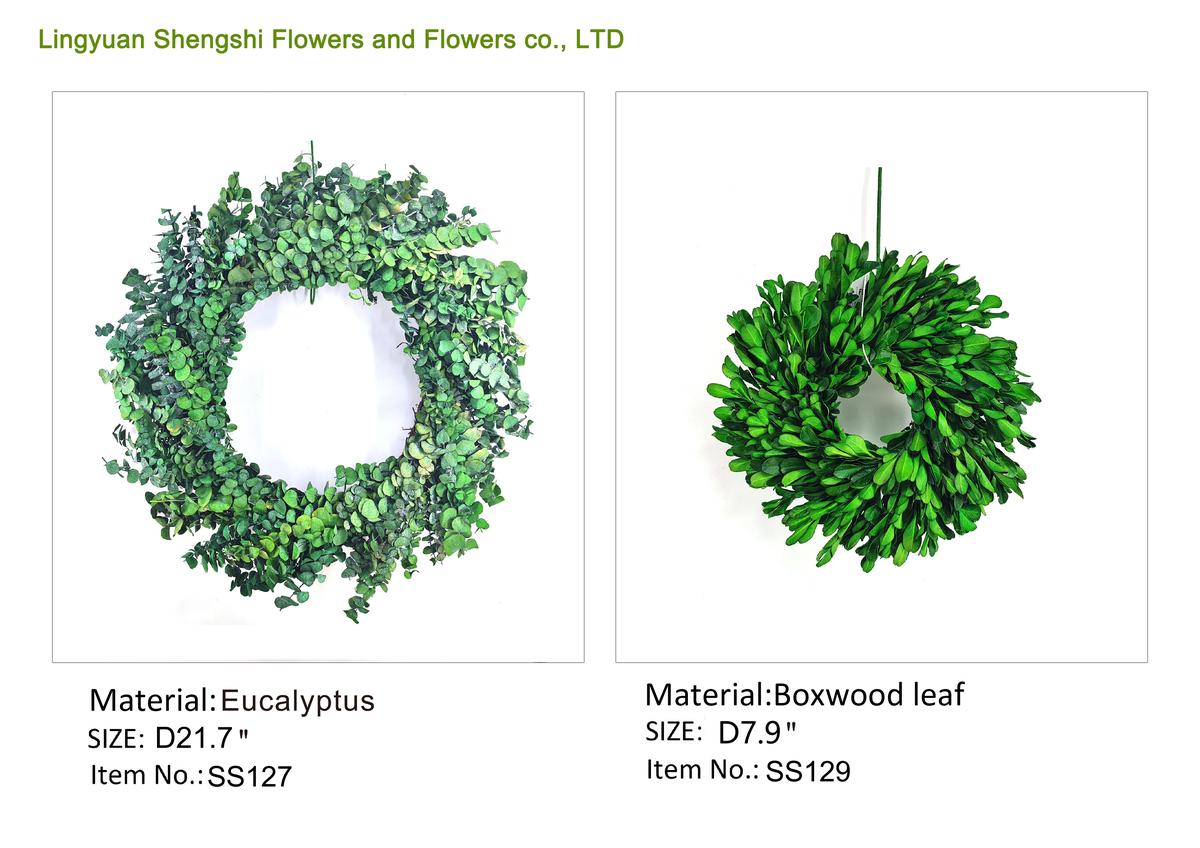 Lingyuan Shengshi Flowers and Flowers co., LTD
Material:Eucalyptus
SIZE: D21.7"
Item No.:SS127
Material:Boxwood leaf
SIZE: D7.9"
Item No.: SS129